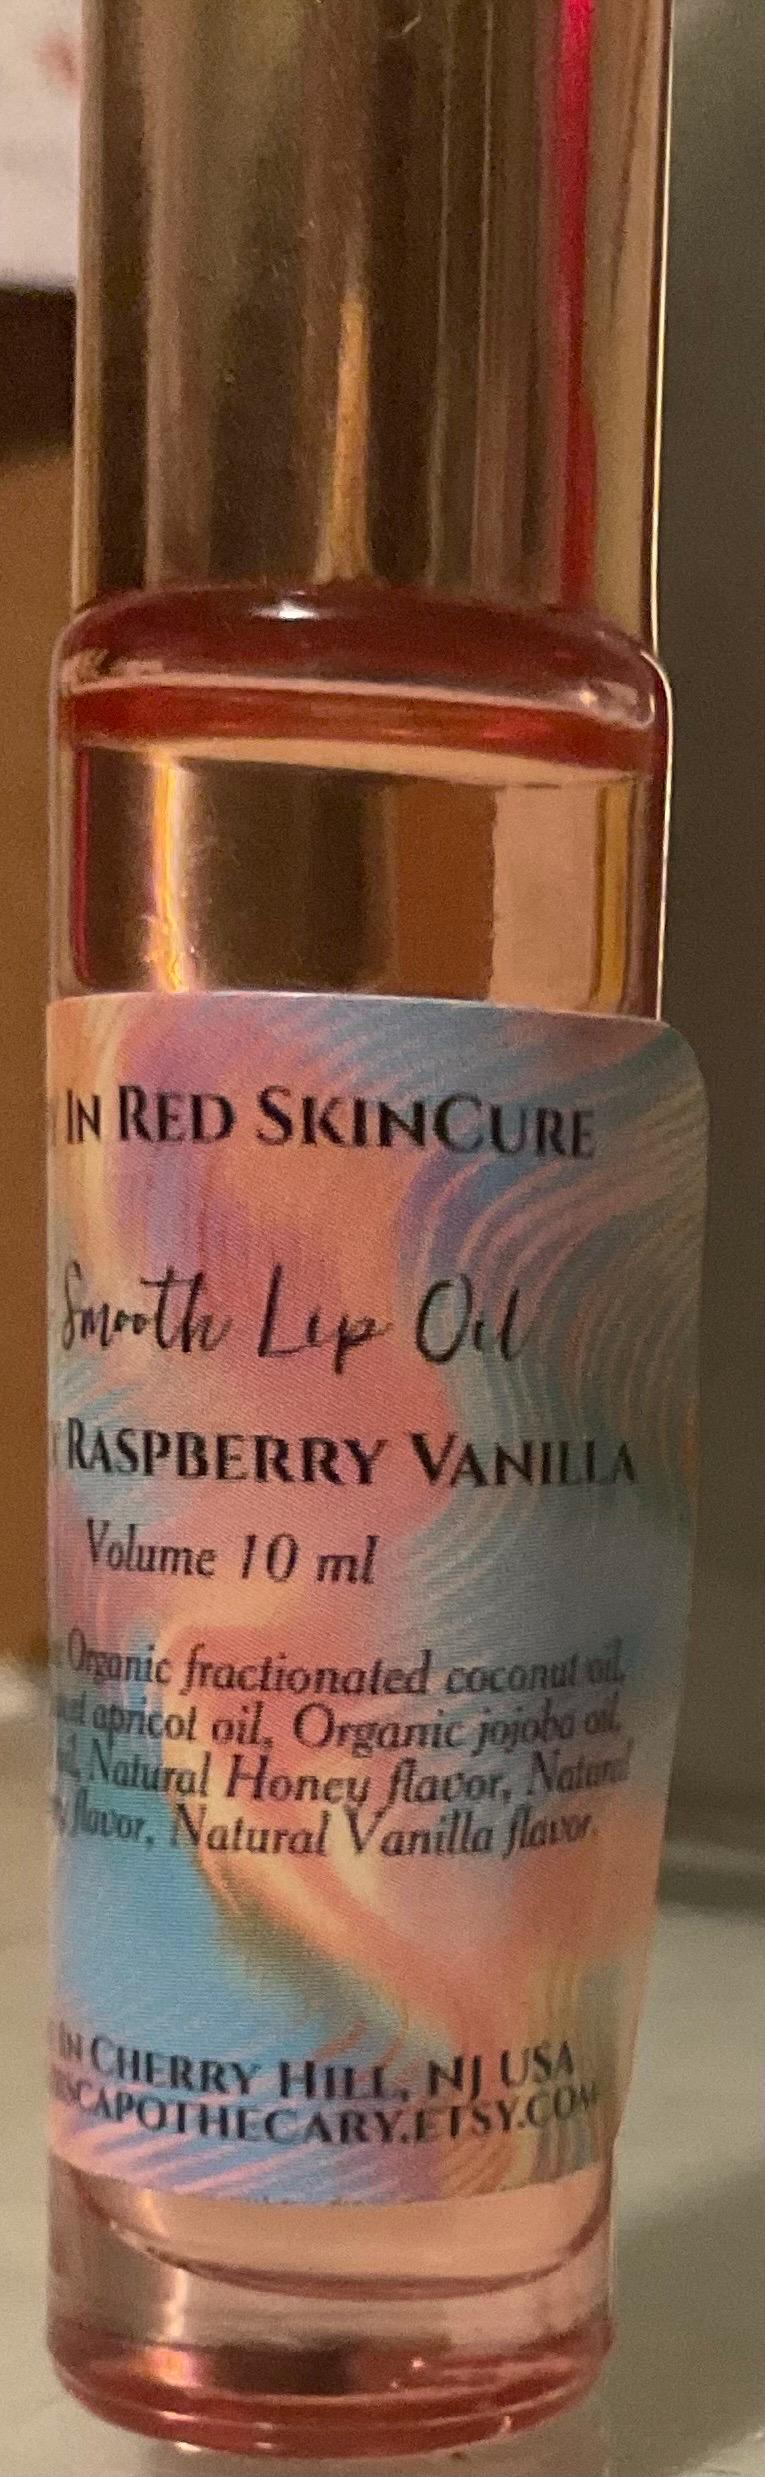 IN RED SKINCURE
Smooth Lip Oil
RASPBERRY VANILLA
Volume 10 ml
Organic fractionated coconut oil,
apricot oil, Organic jojoba oil,
Natural Honey flavor, Natural
flavor, Natural Vanilla flavor.
IN CHERRY HILL, NJ USA
SCAPOTHECARY.ETSY.COM